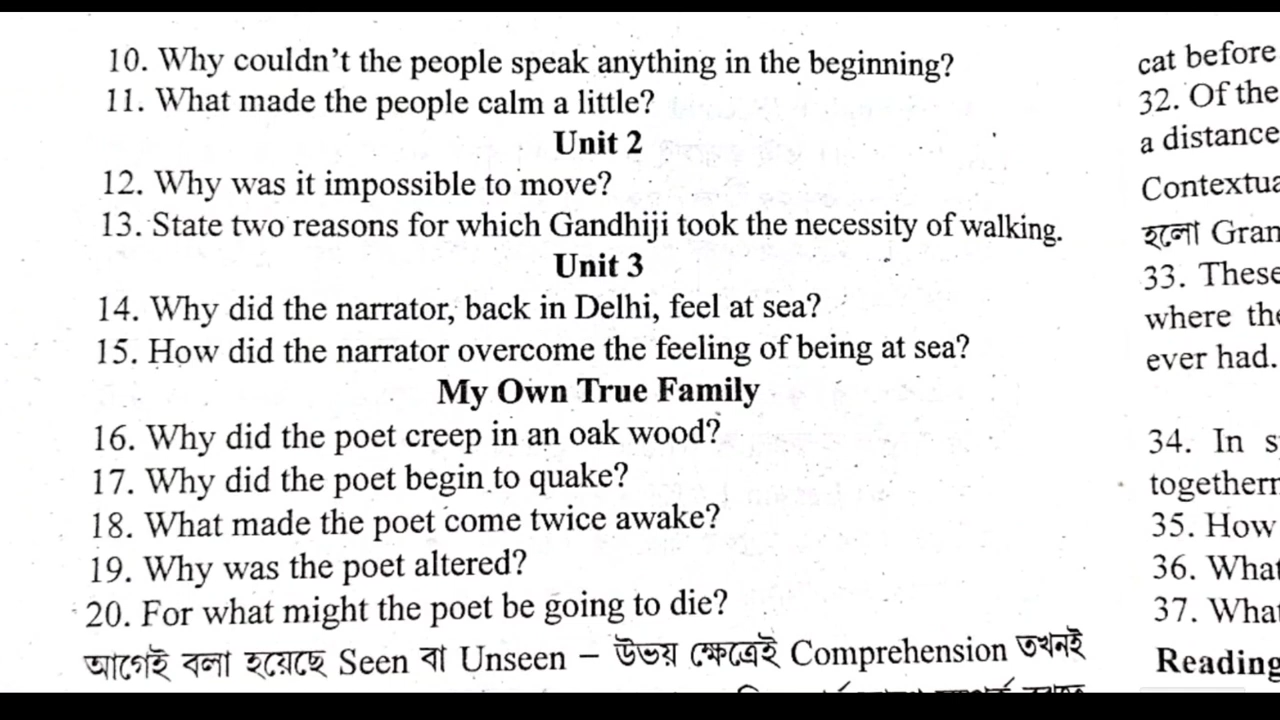 10. Why couldn't the people speak anything in the beginning?
11. What made the people calm a little?
Unit 2
12. Why was it impossible to move?
13. State two reasons for which Gandhiji took the necessity of walking.
Unit 3
14. Why did the narrator, back in Delhi, feel at sea?
15. How did the narrator overcome the feeling of being at sea?
My Own True Family
16. Why did the poet creep in an oak wood?
17. Why did the poet begin to quake?
18. What made the poet come twice awake?
19. Why was the poet altered?
20. For what might the poet be going to die?
আগেই বলা হয়েছে Seen বা Unseen – উভয় ক্ষেত্রেই Comprehension তখনই
cat before
32. Of the
a distance
হলো
33. These
where the
ever had.
34. In
35. How
36. What
37. What
Reading